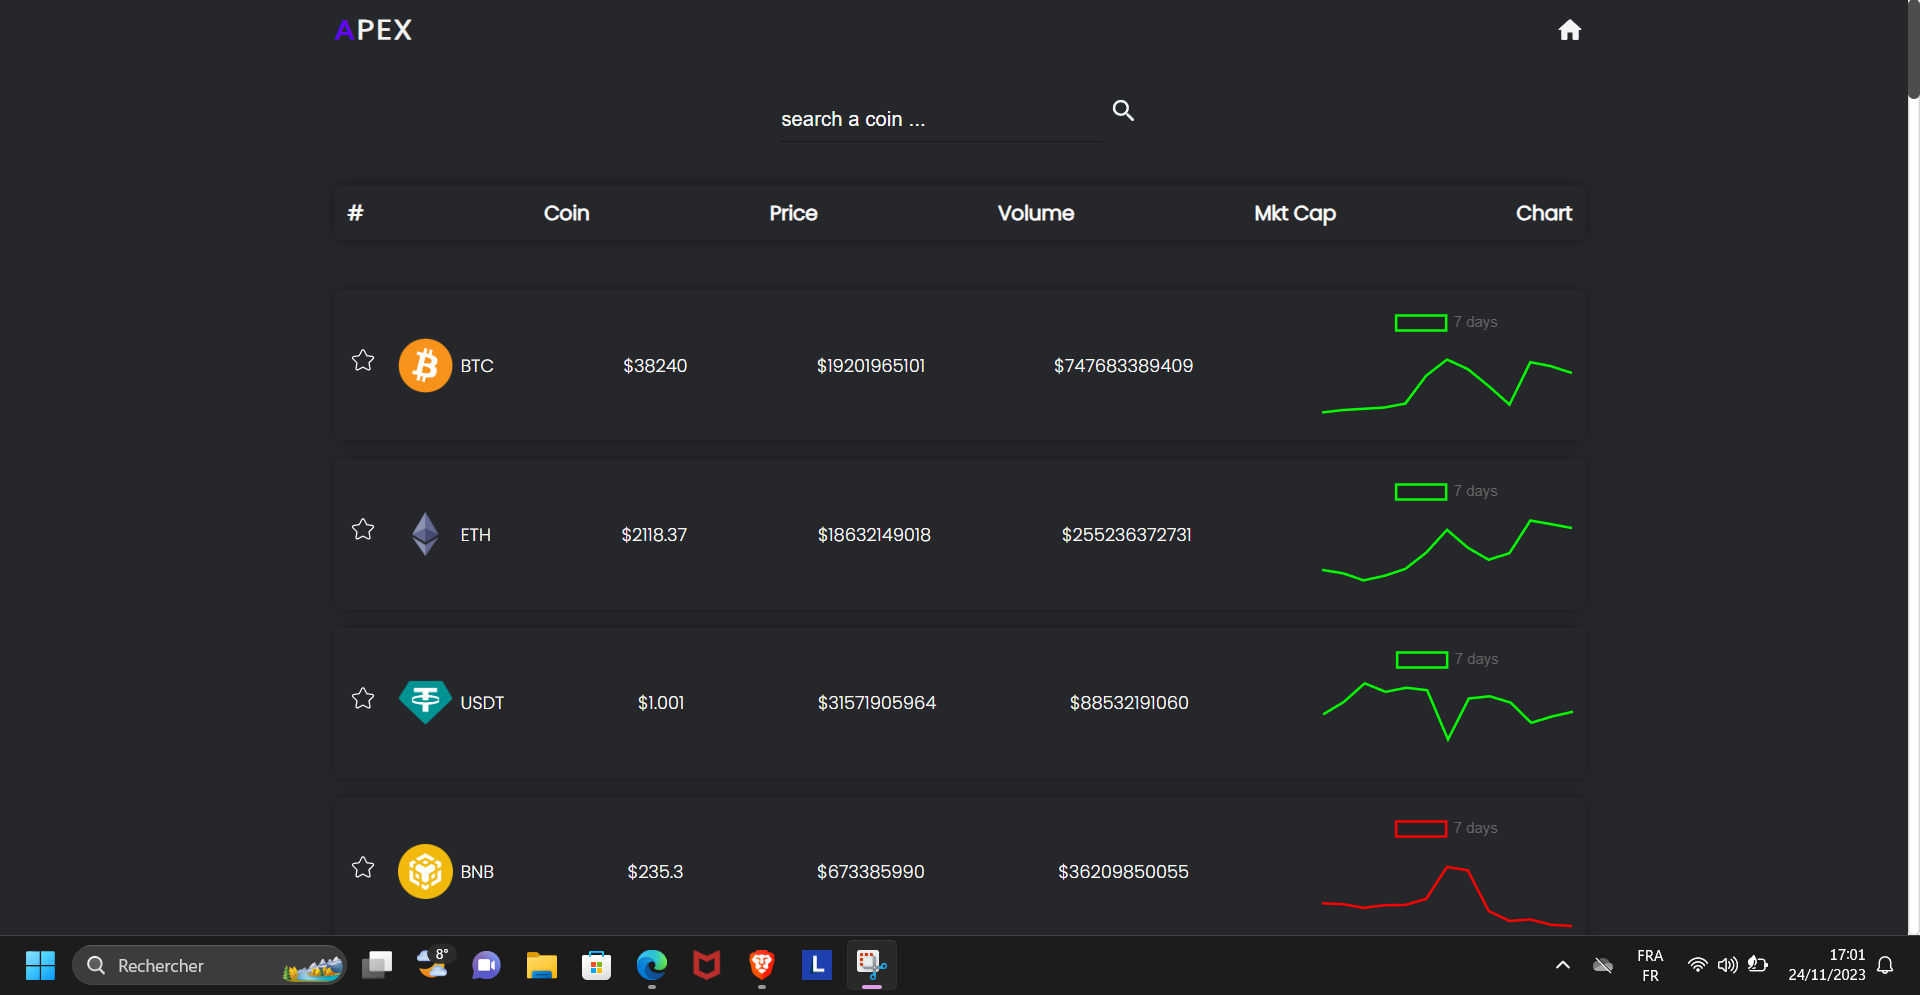 APEX
search a coin ...
# Coin Price Volume Mkt Cap Chart
7 days
BTC $38240 $19201965101 $747683389409
7 days
ETH $2118.37 $18632149018 $255236372731
7 days
USDT $1.001 $31571905964 $88532191060
7 days
BNB $235.3 $673385990 $36209850055
Rechercher
8°
L
FRA
FR
17:01
24/11/2023